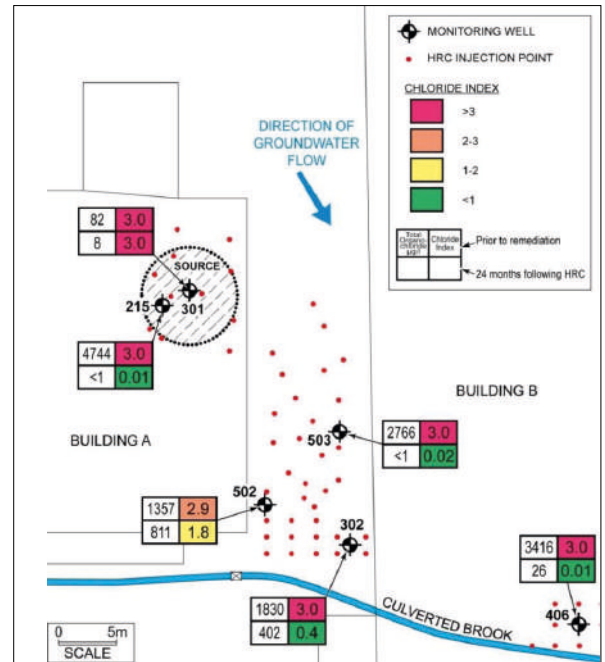 MONITORING WELL
HRC INJECTION POINT
CHLORIDE INDEX
>3
2-3
1-2
<1
Total
Organo-
chlorine
µg/l
Chloride
Index
Prior to remediation
24 months following HRC
DIRECTION OF
GROUNDWATER
FLOW
82 3.0
8 3.0
SOURCE
215
301
4744 3.0
<1 0.01
BUILDING A
BUILDING B
503
2766 3.0
<1 0.02
502
1357 2.9
811 1.8
302
3416 3.0
26 0.01
406
1830 3.0
402 0.4
CULVERTED BROOK
0 5m
SCALE